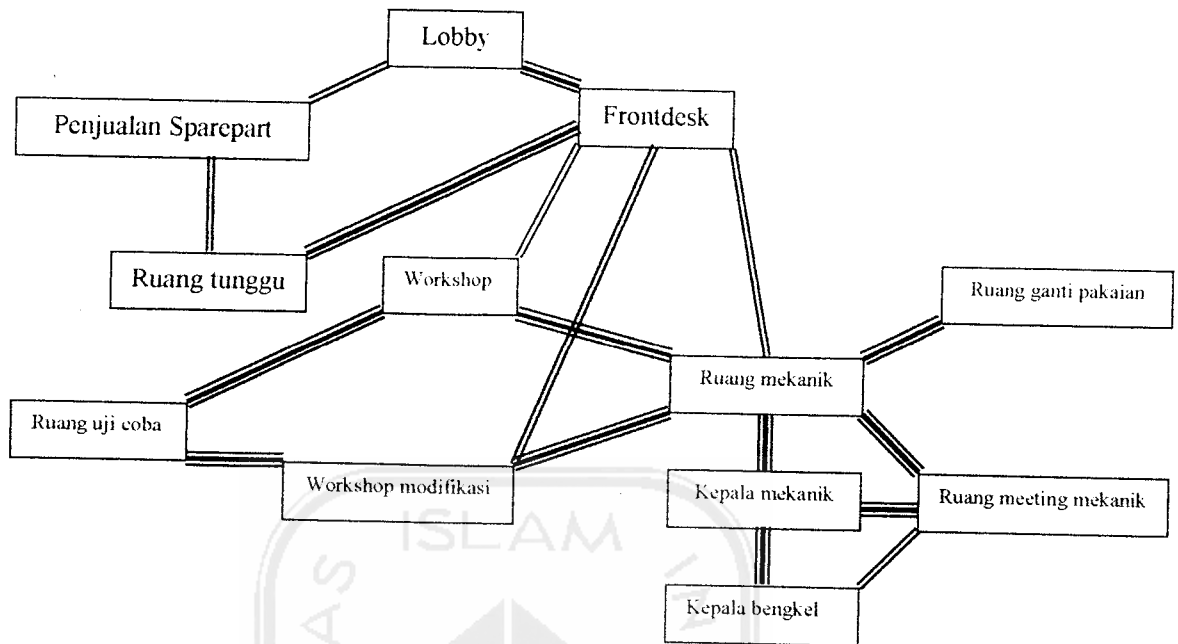 Lobby
Frontdesk
Penjualan Sparepart
Ruang tunggu
Workshop
Ruang ganti pakaian
Ruang mekanik
Ruang uji coba
Workshop modifikasi
Kepala mekanik
Ruang meeting mekanik
Kepala bengkel
ISLAM
AS